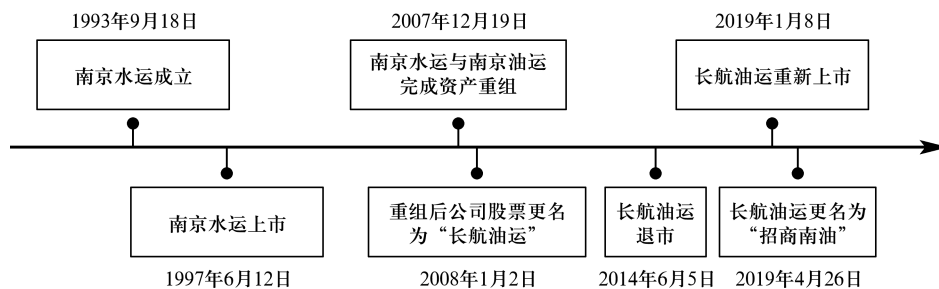 1993年9月18日
南京水运成立
2007年12月19日
南京水运与南京油运
完成资产重组
2019年1月8日
长航油运重新上市
南京水运上市
1997年6月12日
重组后公司股票更名
为“长航油运”
2008年1月2日
长航油运
退市
2014年6月5日
长航油运更名为
“招商南油”
2019年4月26日